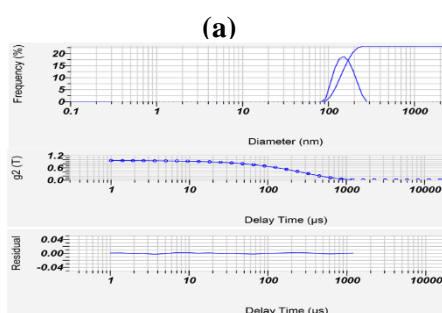 (a)
Frequency (%)
20
15
10
5
0
0.1 1 10 100 1000
Diameter (nm)
g2 (T)
1.2
0.6
0.0
1 10 100 1000 10000
Delay Time (µs)
Residual
0.04
0.00
-0.04
1 10 100 1000 10000
Delay Time (µs)